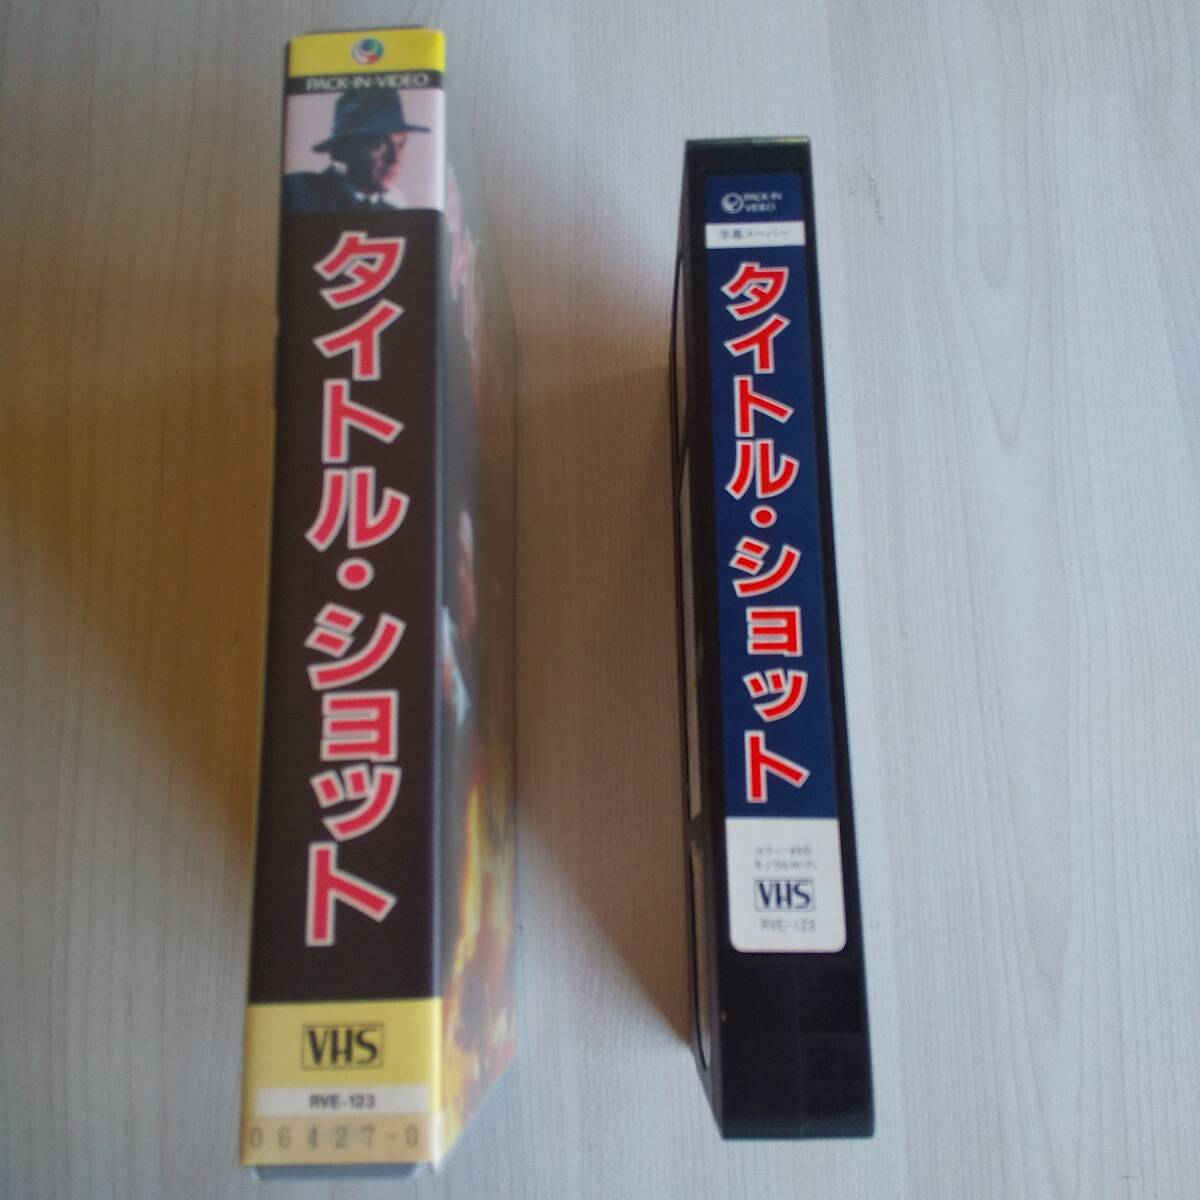 PACK-IN-VIDEO
タイトル・ショット
VHS
RVE-123
06427-0
PACK-IN
VIDEO
字幕スーパー
タイトル・ショット
VHS
RVE-123